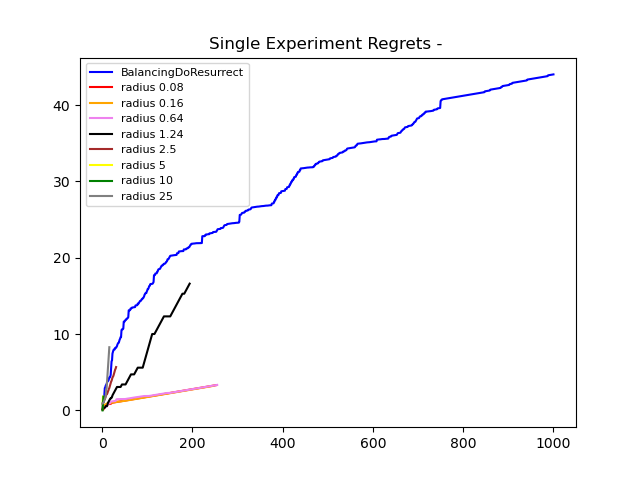 Single Experiment Regrets -
BalancingDoResurrect
radius 0.08
radius 0.16
radius 0.64
radius 1.24
radius 2.5
radius 5
radius 10
radius 25
40
30
20
10
0
0 200 400 600 800 1000